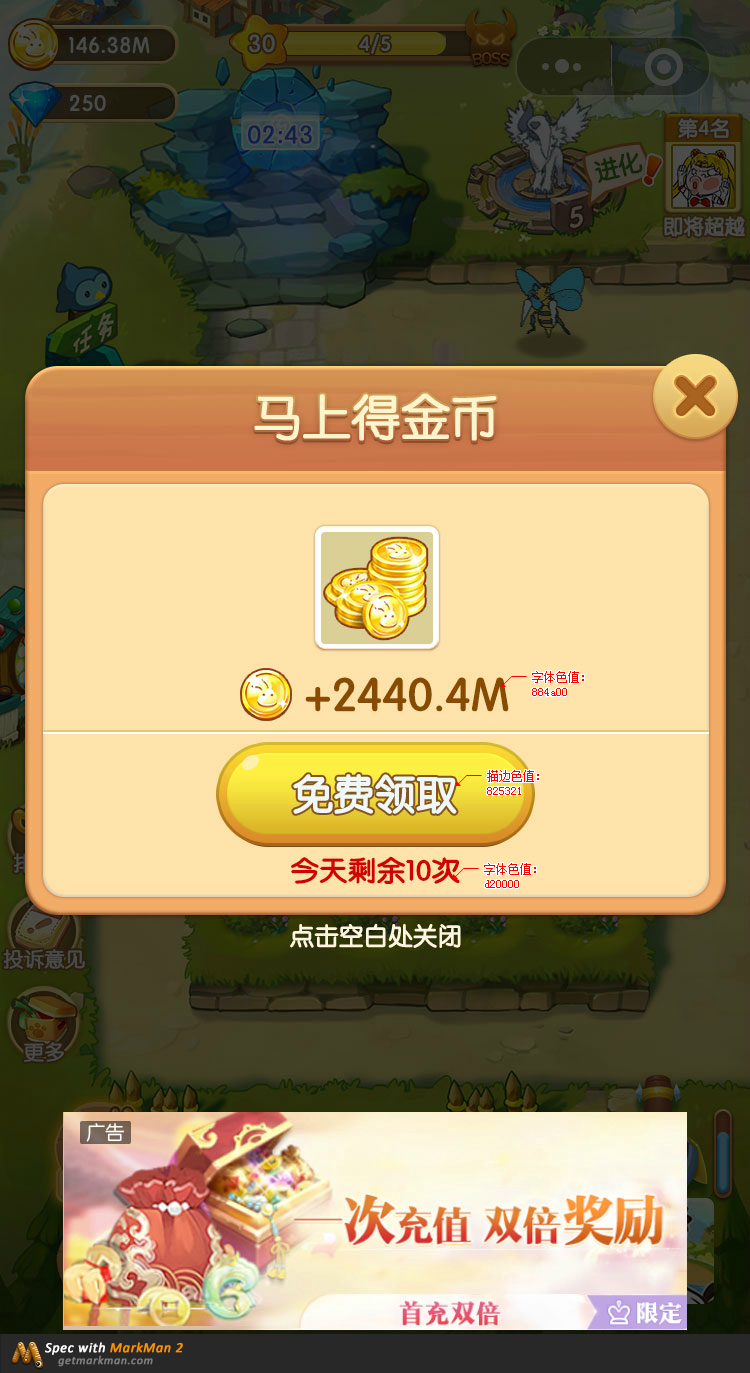 146.38M
30
4/5
BOSS
250
02:43
第4名
进化
5
即将超越
任务
马上得金币
+2440.4M
字体色值:
884a00
免费领取
描边色值:
825321
今天剩余10次
字体色值:
d20000
点击空白处关闭
投诉意见
更多
广告
一次充值 双倍奖励
首充双倍
限定
Spec with MarkMan 2
getmarkman.com